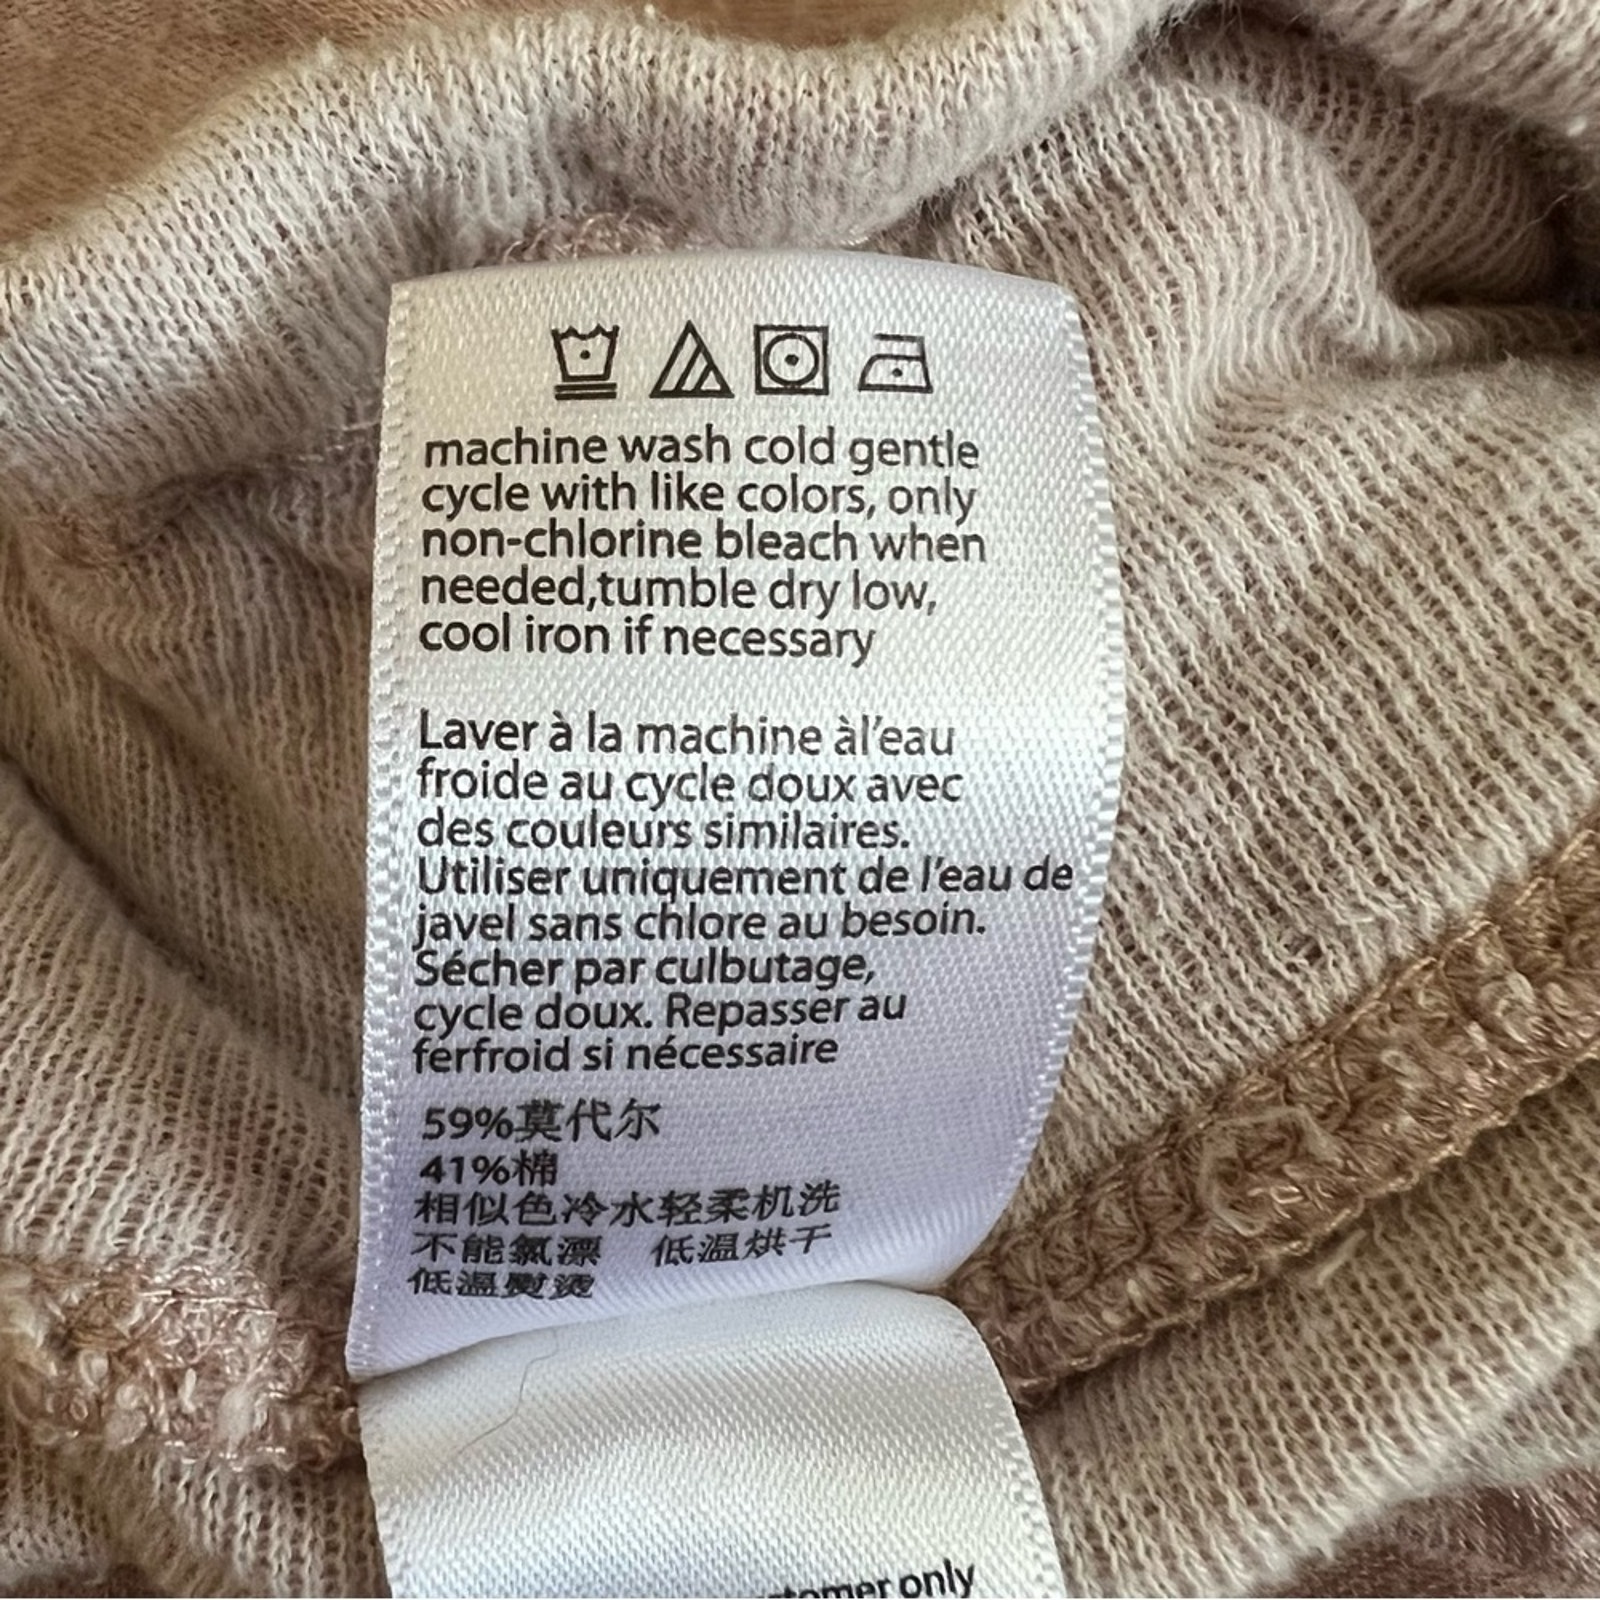 machine wash cold gentle
cycle with like colors, only
non-chlorine bleach when
needed,tumble dry low,
cool iron if necessary
Laver à la machine àl'eau
froide au cycle doux avec
des couleurs similaires.
Utiliser uniquement de l'eau de
javel sans chlore au besoin.
Sécher par culbutage,
cycle doux. Repasser au
ferfroid si nécessaire
59%莫代尔
41%棉
相似色冷水轻柔机洗
不能氯漂 低温烘干
低温熨烫
only